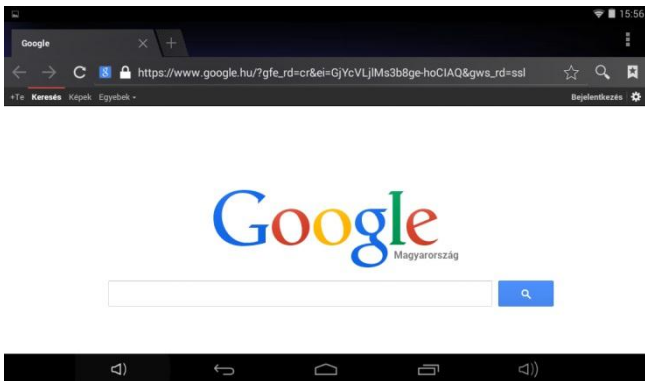 15:56
Google
https://www.google.hu/?gfe_rd=cr&ei=GjYcVLjlMs3b8ge-hoCIAQ&gws_rd=ssl
+Te Keresés Képek Egyebek Bejelentkezés
Google
Magyarország